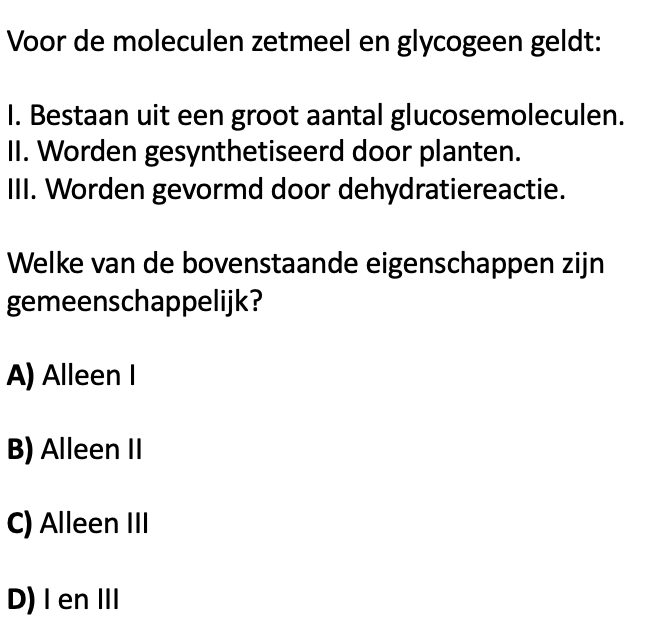 Voor de moleculen zetmeel en glycogeen geldt:
I. Bestaan uit een groot aantal glucosemoleculen.
II. Worden gesynthetiseerd door planten.
III. Worden gevormd door dehydratiereactie.
Welke van de bovenstaande eigenschappen zijn
gemeenschappelijk?
A) Alleen I
B) Alleen II
C) Alleen III
D) I en III